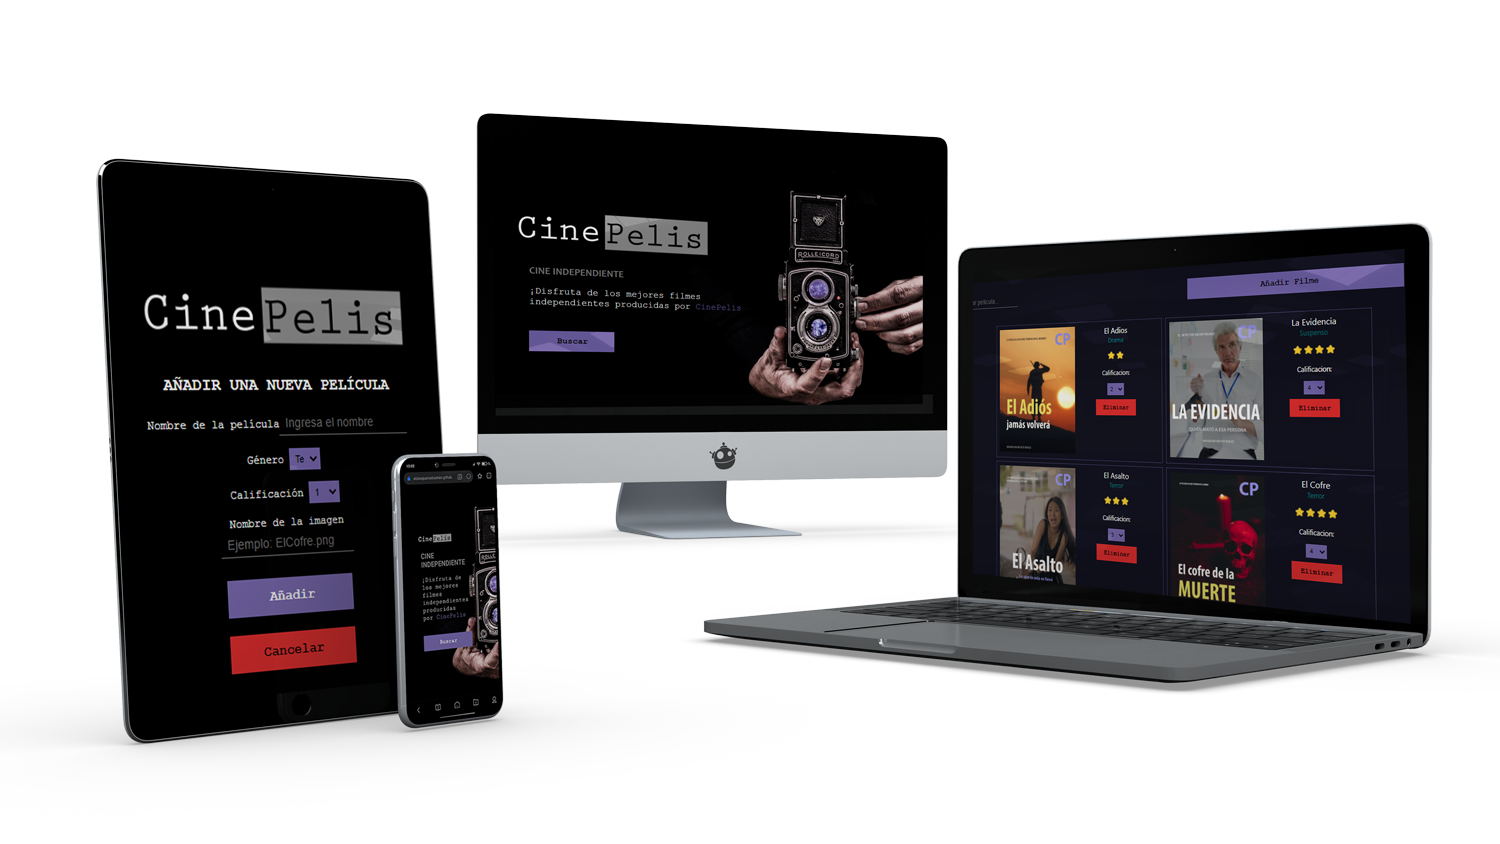 CinePelis
AÑADIR UNA NUEVA PELÍCULA
Nombre de la película Ingresa el nombre
Género Te
Calificación 1
Nombre de la imagen
Ejemplo: ElCofre.png
Añadir
Cancelar
CinePelis
CINE
INDEPENDIENTE
¡Disfruta de
los mejores
filmes
independientes
producidas
por CinePelis
Buscar
CinePelis
CINE INDEPENDIENTE
¡Disfruta de los mejores filmes
independientes producidas por CinePelis
Buscar
ROLLEICORD
Añadir Filme
CP
El Adiós
jamás volverá
El Adios
Drama
Calificacion:
2
Eliminar
CP
LA EVIDENCIA
La Evidencia
Suspenso
Calificacion:
4
Eliminar
CP
El Asalto
El Asalto
Terror
Calificacion:
Eliminar
CP
El cofre de la
MUERTE
El Cofre
Terror
Calificacion:
4
Eliminar